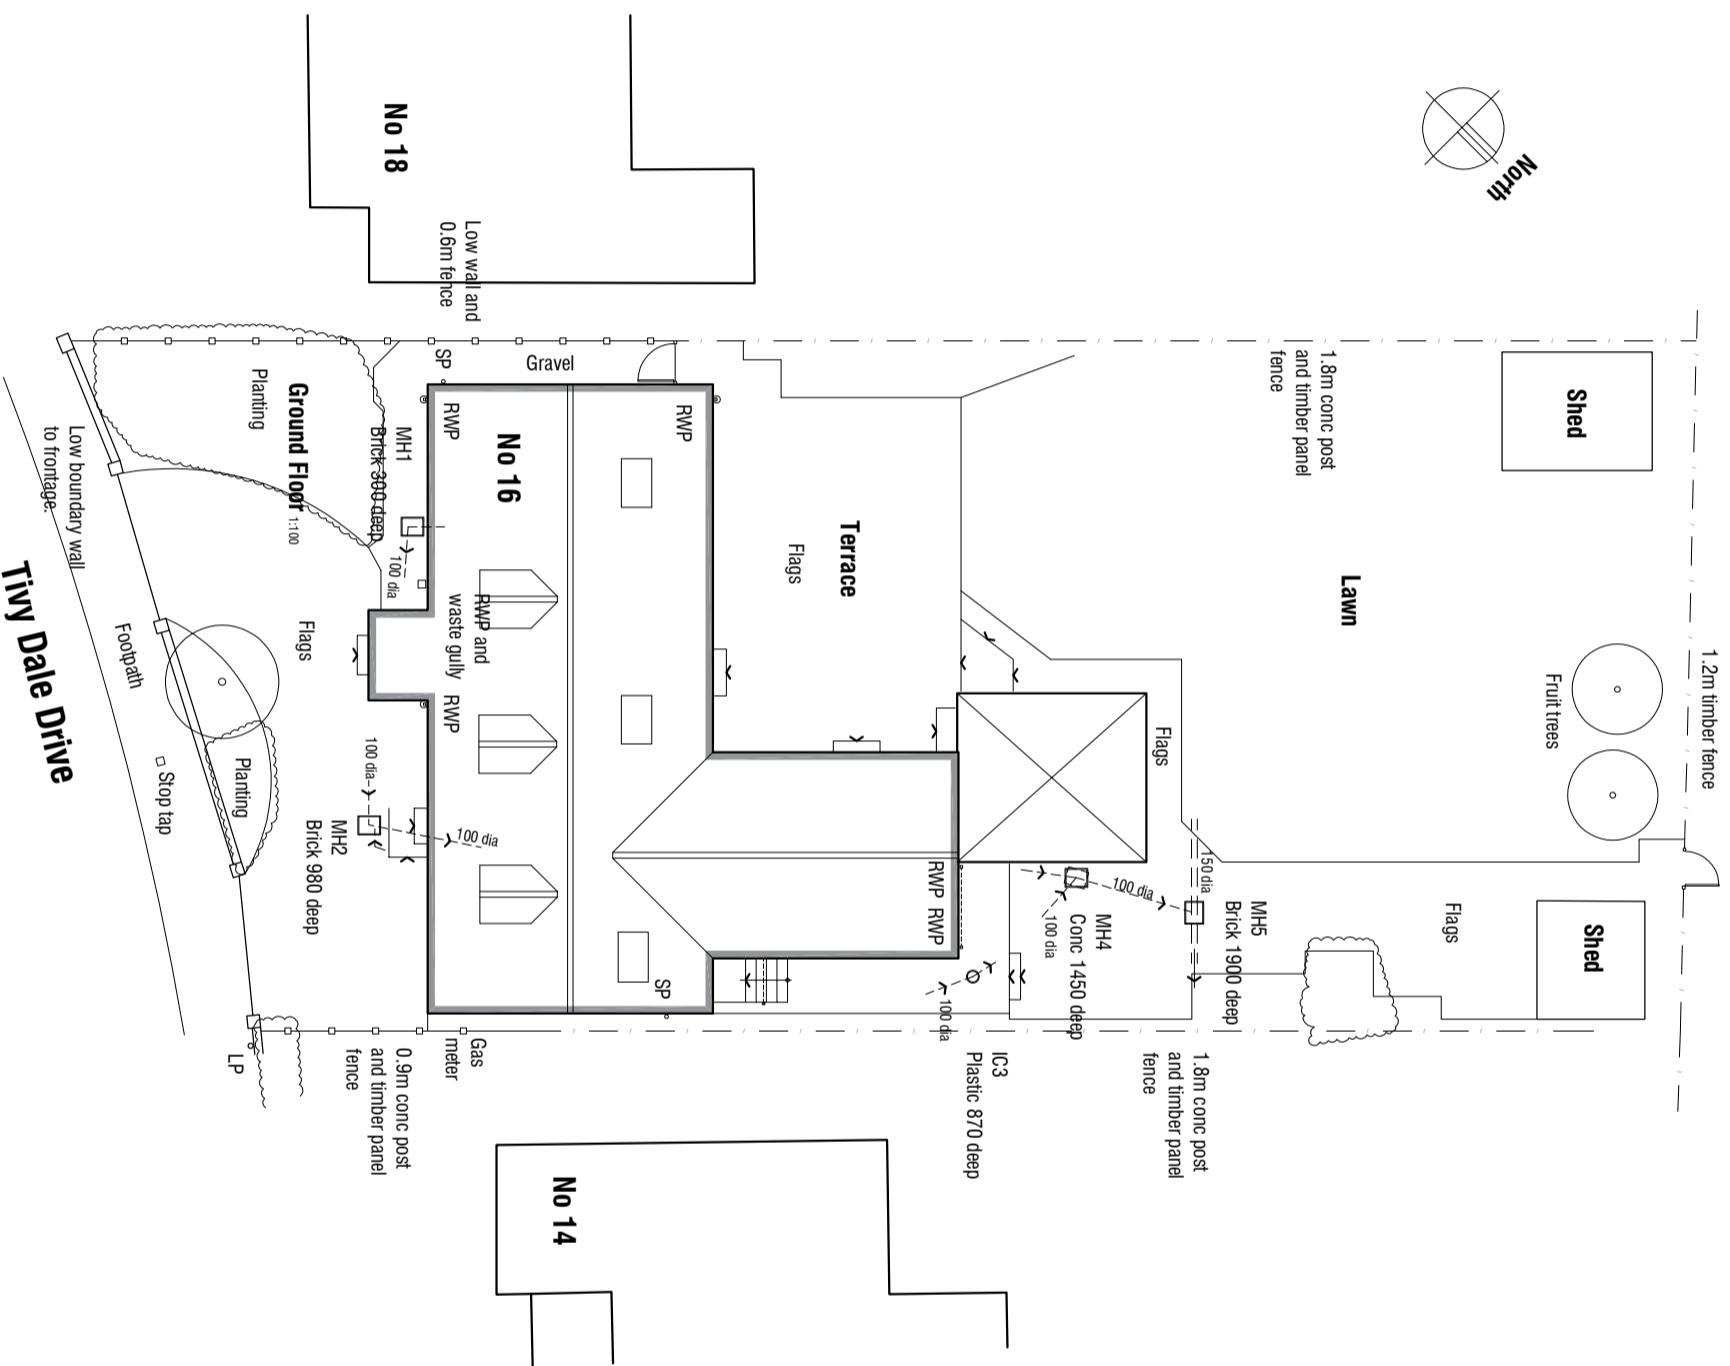 North
No 18
Low wall and
0.6m fence
1.8m conc post
and timber panel
fence
Shed
Gravel
SP
Planting
Ground Floor 1:100
RWP
RWP
MH1
Brick 300 deep
No 16
Low boundary wall
to frontage.
100 dia
Terrace
Flags
Lawn
1.2m timber fence
Fruit trees
Tivy Dale Drive
Footpath
Flags
RWP and
waste gully
RWP
Flags
Stop tap
Planting
100 dia
MH2
Brick 980 deep
100 dia
RWP
RWP
150 dia
100 dia
100 dia
MH4
Conc 1450 deep
MH5
Brick 1900 deep
Flags
Shed
SP
100 dia
LP
Gas
meter
0.9m conc post
and timber panel
fence
IC3
Plastic 870 deep
1.8m conc post
and timber panel
fence
No 14